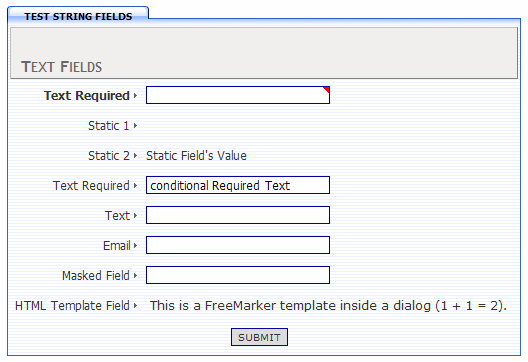 TEST STRING FIELDS
TEXT FIELDS
Text Required
Static 1
Static 2 Static Field's Value
Text Required conditional Required Text
Text
Email
Masked Field
HTML Template Field This is a FreeMarker template inside a dialog (1 + 1 = 2).
SUBMIT